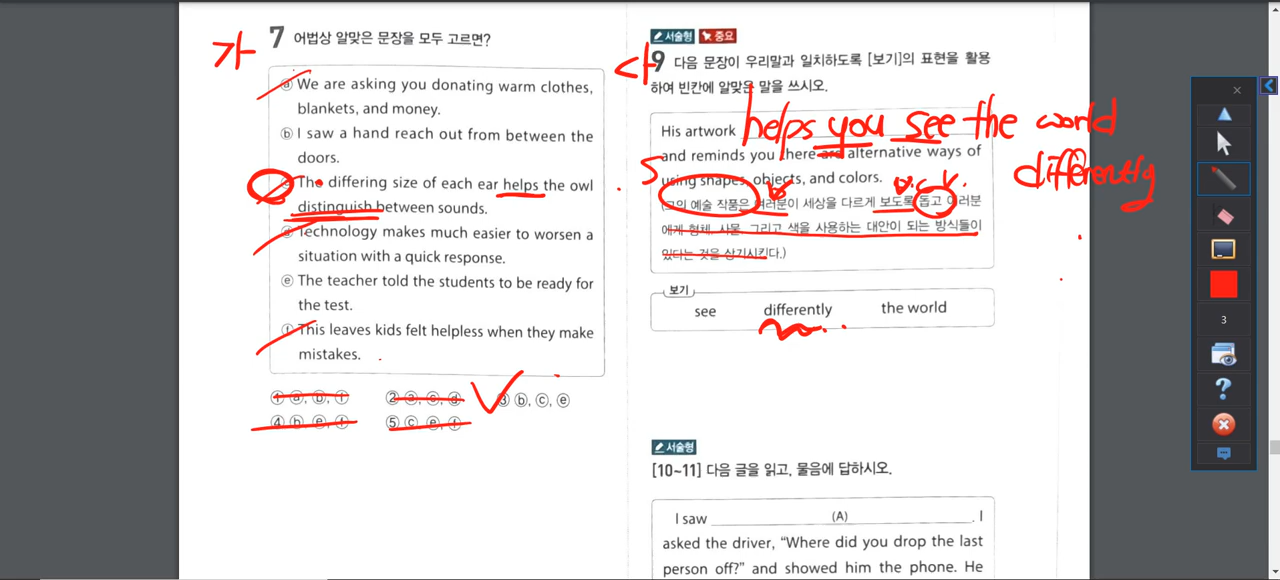 가
7 어법상 알맞은 문장을 모두 고르면?
ⓐ We are asking you donating warm clothes,
blankets, and money.
ⓑ I saw a hand reach out from between the
doors.
ⓒ The differing size of each ear helps the owl
distinguish between sounds.
ⓓ Technology makes much easier to worsen a
situation with a quick response.
ⓔ The teacher told the students to be ready for
the test.
ⓕ This leaves kids felt helpless when they make
mistakes.
① ⓐ, ⓑ, ⓕ ② ⓐ, ⓒ, ⓓ ③ ⓑ, ⓒ, ⓔ
④ ⓑ, ⓔ, ⓕ ⑤ ⓒ, ⓔ, ⓕ
서술형 중요
나
9 다음 문장이 우리말과 일치하도록 [보기]의 표현을 활용
하여 빈칸에 알맞은 말을 쓰시오.
helps you see the world
differently
His artwork
and reminds you there are alternative ways of
using shapes, objects, and colors.
S
(그의 예술 작품은 여러분이 세상을 다르게 보도록 돕고 여러분
에게 형체, 사물, 그리고 색을 사용하는 대안이 되는 방식들이
있다는 것을 상기시킨다.)
보기
see differently the world
서술형
[10~11] 다음 글을 읽고, 물음에 답하시오.
I saw (A) . I
asked the driver, “Where did you drop the last
person off?” and showed him the phone. He
3